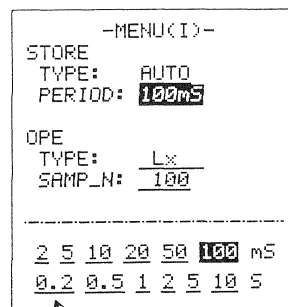 -MENU(I)-
STORE
TYPE: AUTO
PERIOD: 100mS
OPE
TYPE: Lx
SAMP_N: 100
2 5 10 20 50 100 mS
0.2 0.5 1 2 5 10 S